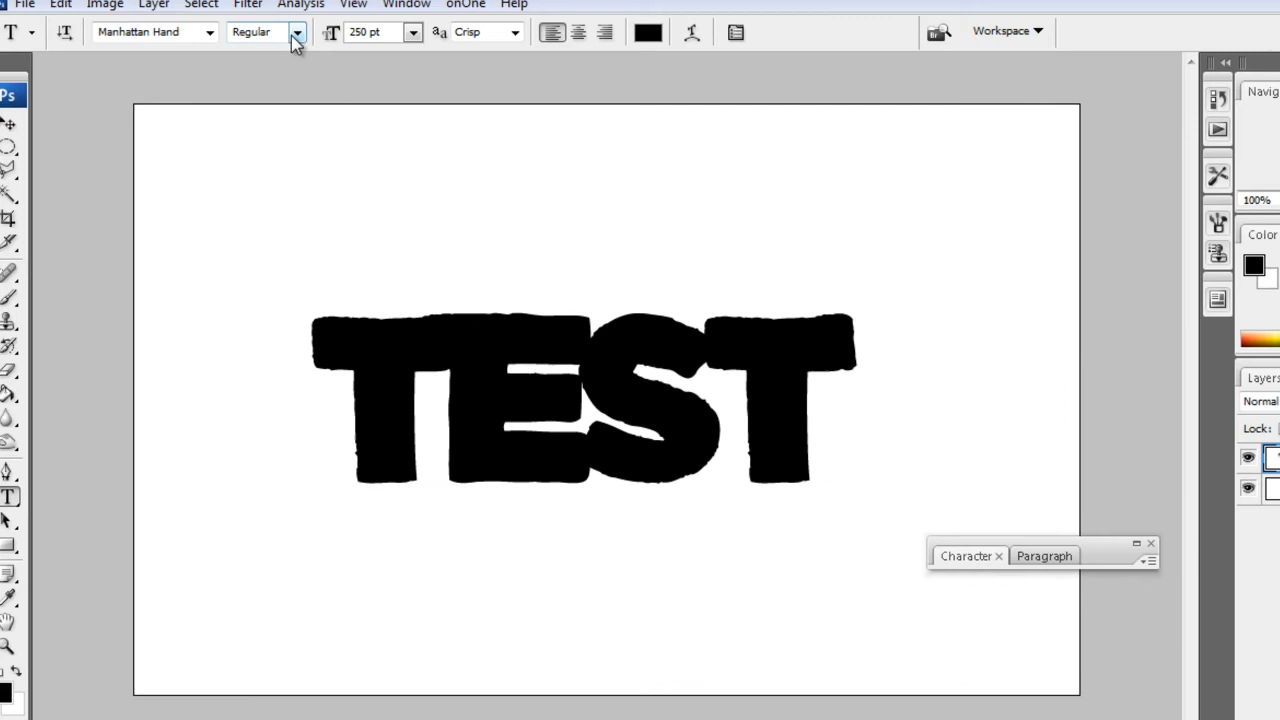 File Edit Image Layer Select Filter Analysis View Window onOne Help
T Manhattan Hand Regular 250 pt aa Crisp Workspace
Ps
100%
Color
TEST
Layers
Normal
Lock:
Character Paragraph